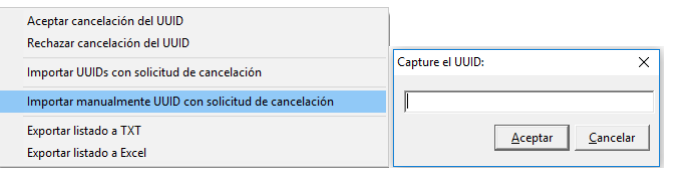 Aceptar cancelación del UUID
Rechazar cancelación del UUID
Importar UUIDs con solicitud de cancelación
Importar manualmente UUID con solicitud de cancelación
Exportar listado a TXT
Exportar listado a Excel
Capture el UUID:
Aceptar Cancelar